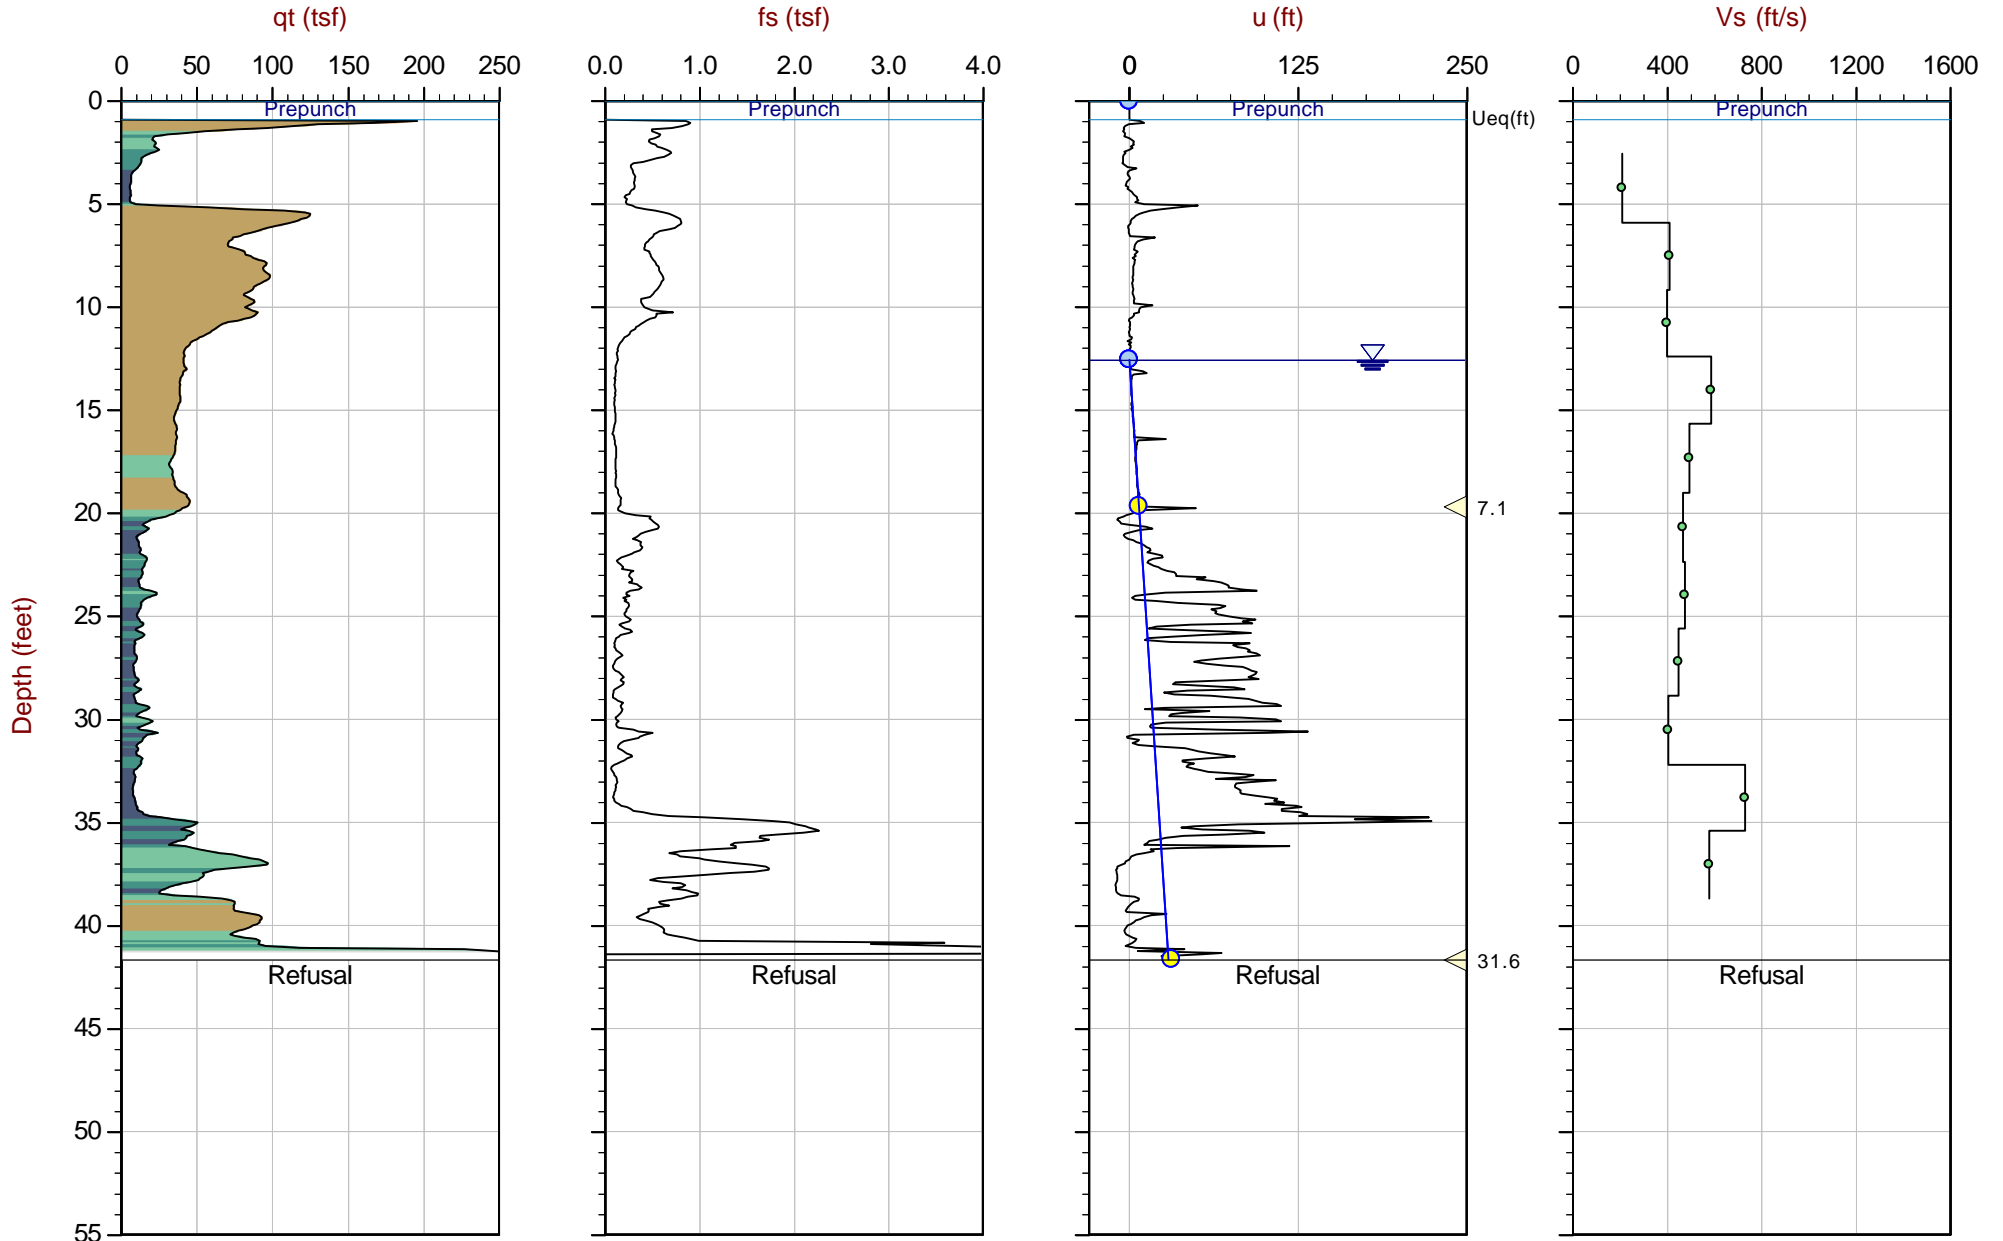 qt (tsf)
fs (tsf)
u (ft)
Vs (ft/s)
0 50 100 150 200 250
0.0 1.0 2.0 3.0 4.0
0 125 250
0 400 800 1200 1600
0
Prepunch
Prepunch
Prepunch
Prepunch
Ueq(ft)
5
10
15
20
7.1
25
Depth (feet)
30
35
40
31.6
Refusal
Refusal
Refusal
Refusal
45
50
55